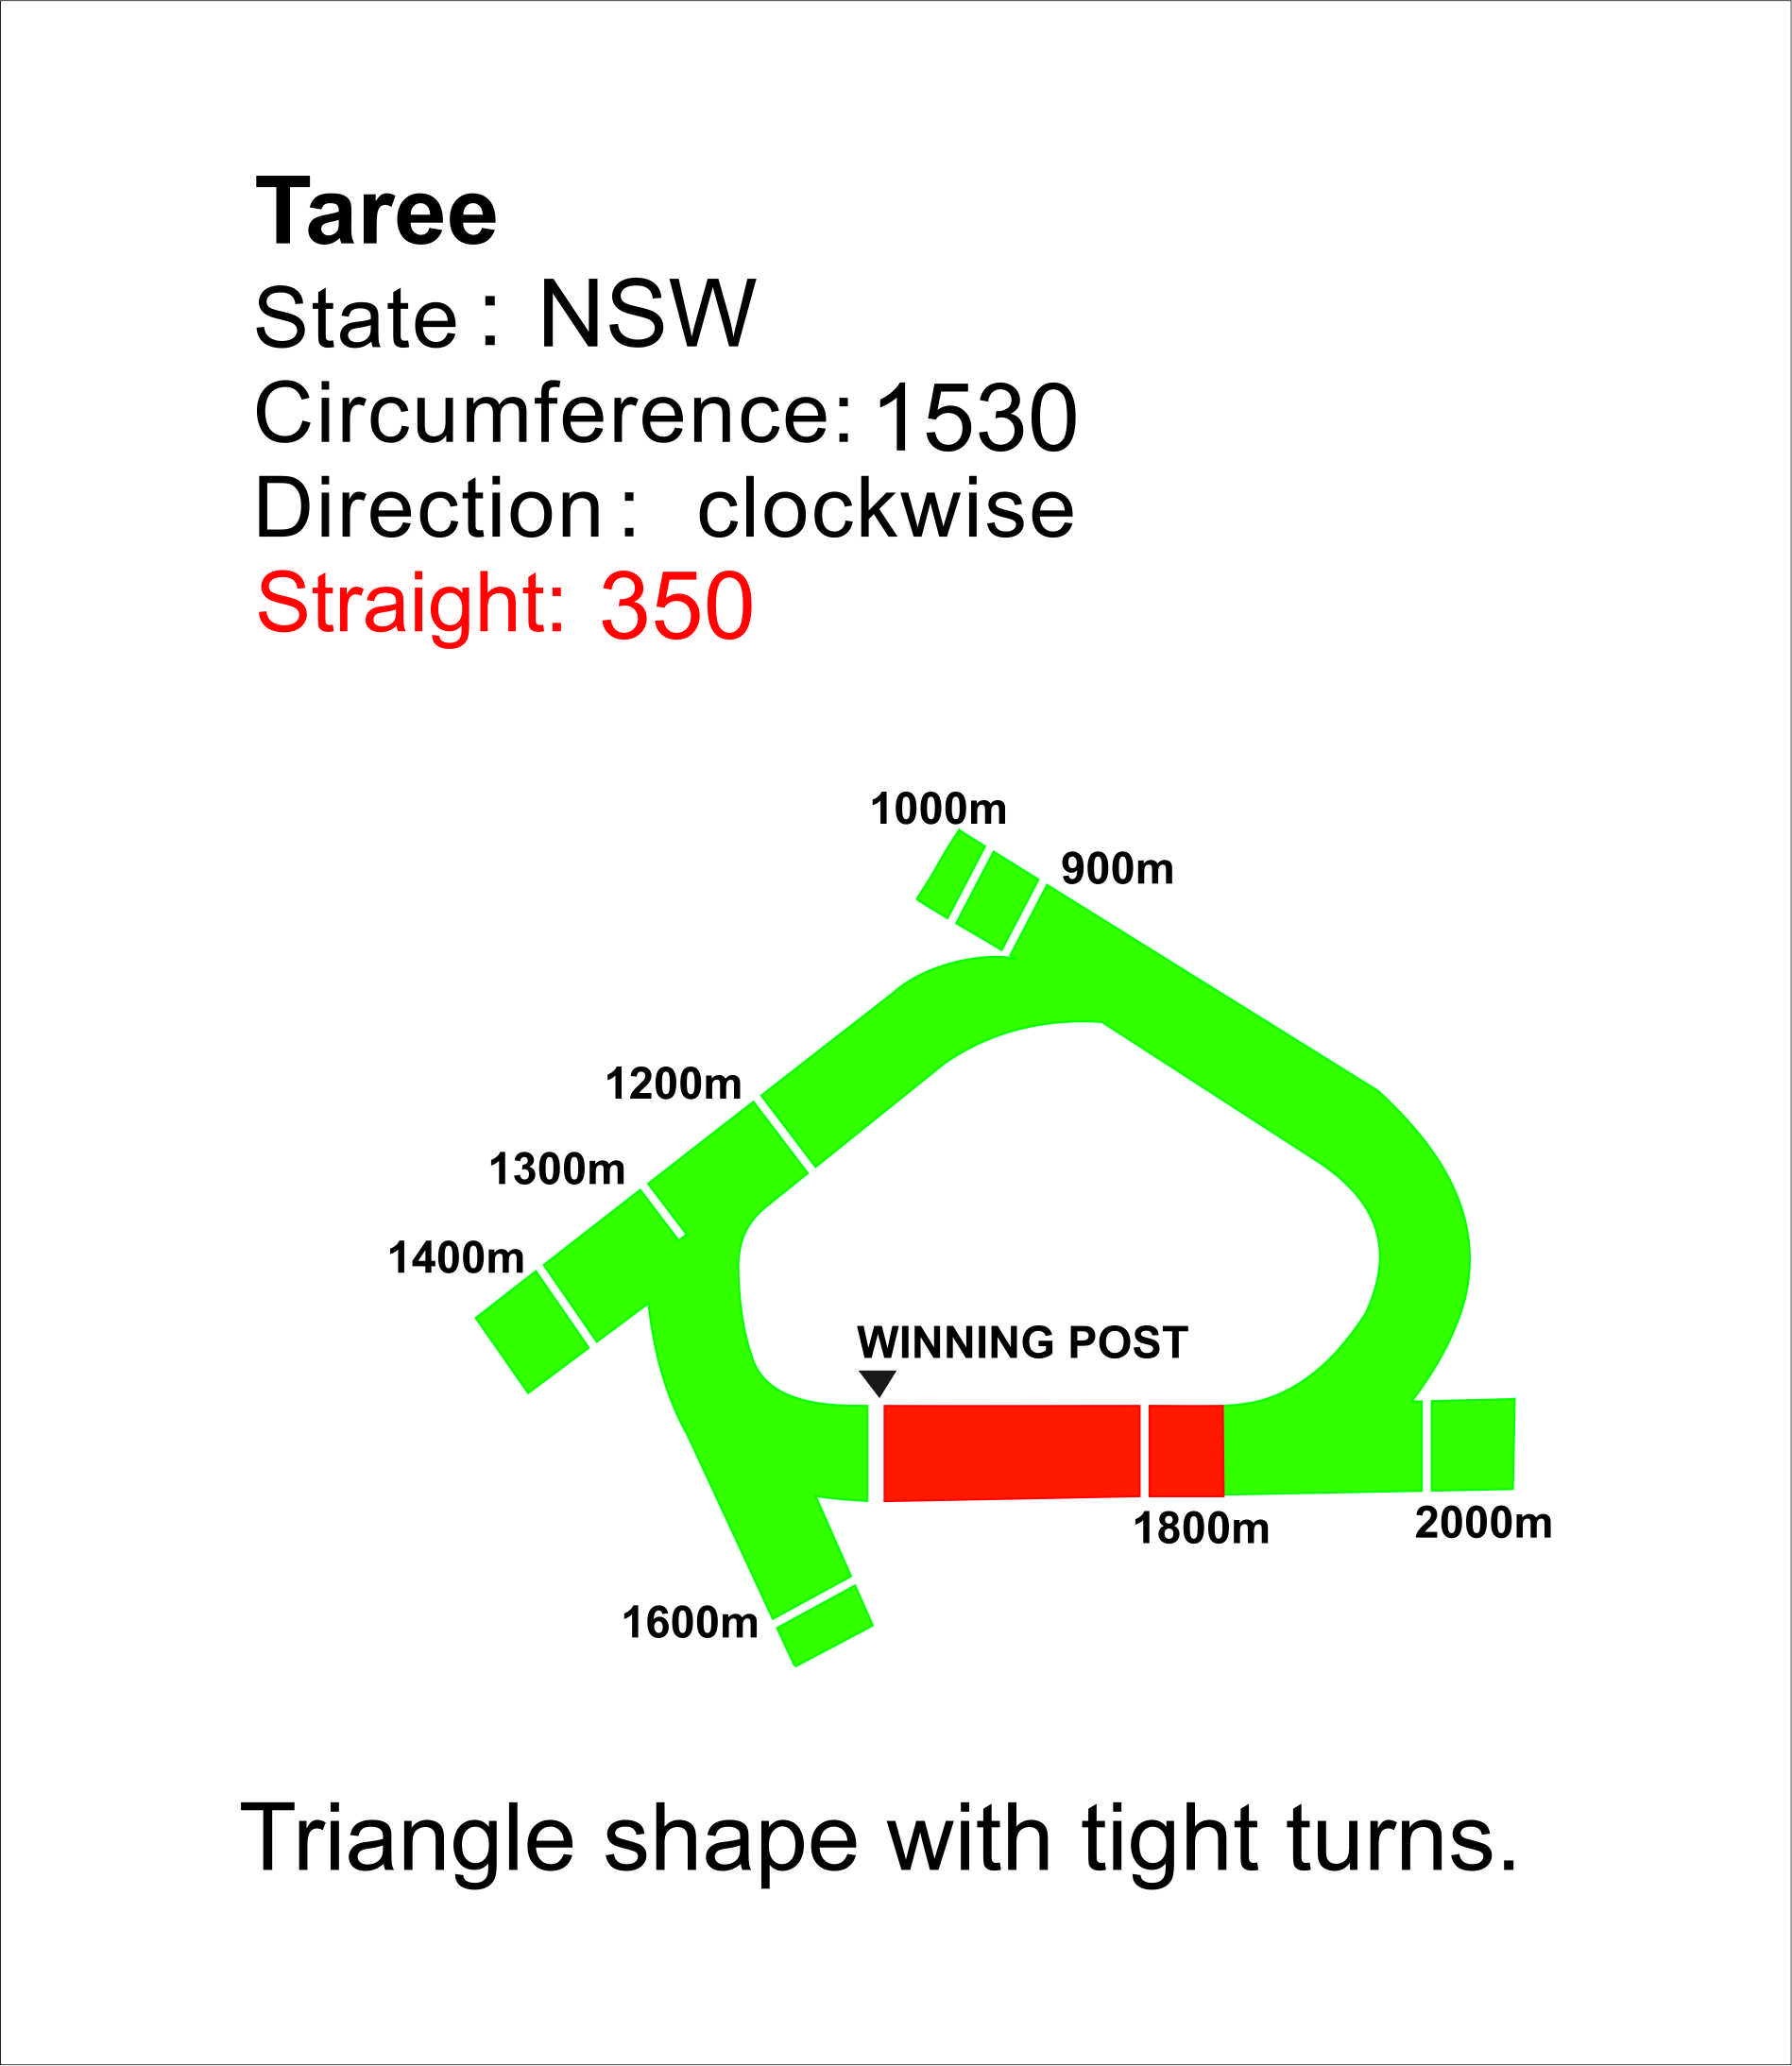 Taree
State : NSW
Circumference: 1530
Direction : clockwise
Straight: 350
1000m
900m
1200m
1300m
1400m
WINNING POST
1800m
2000m
1600m
Triangle shape with tight turns.